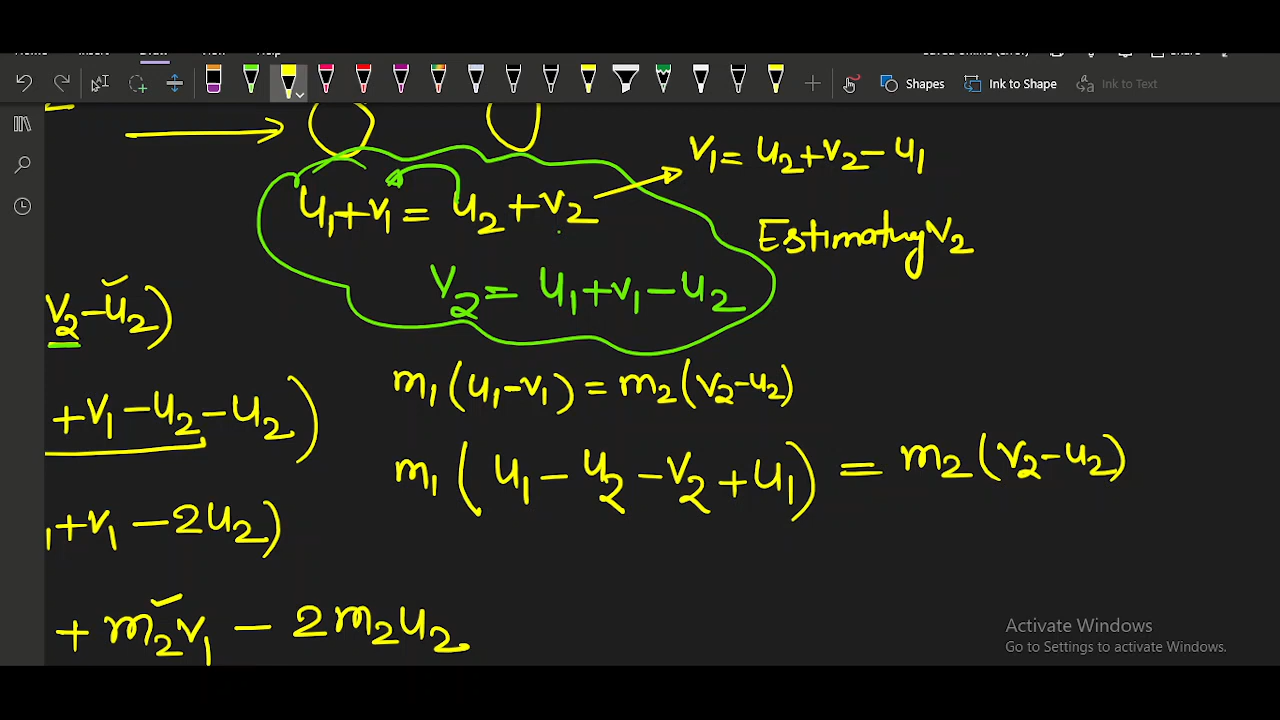 Shapes Ink to Shape Ink to Text
V₁ = u₂+v₂-u₁
u₁+v₁ = u₂+v₂
Estimating v₂
V₂ = u₁+v₁-u₂
v₂-u₂)
m₁(u₁-v₁) = m₂(v₂-u₂)
+v₁-u₂-u₂)
m₁(u₁-u₂-v₂+u₁) = m₂(v₂-u₂)
₁+v₁-2u₂)
+ m₂v₁ - 2m₂u₂
Activate Windows
Go to Settings to activate Windows.